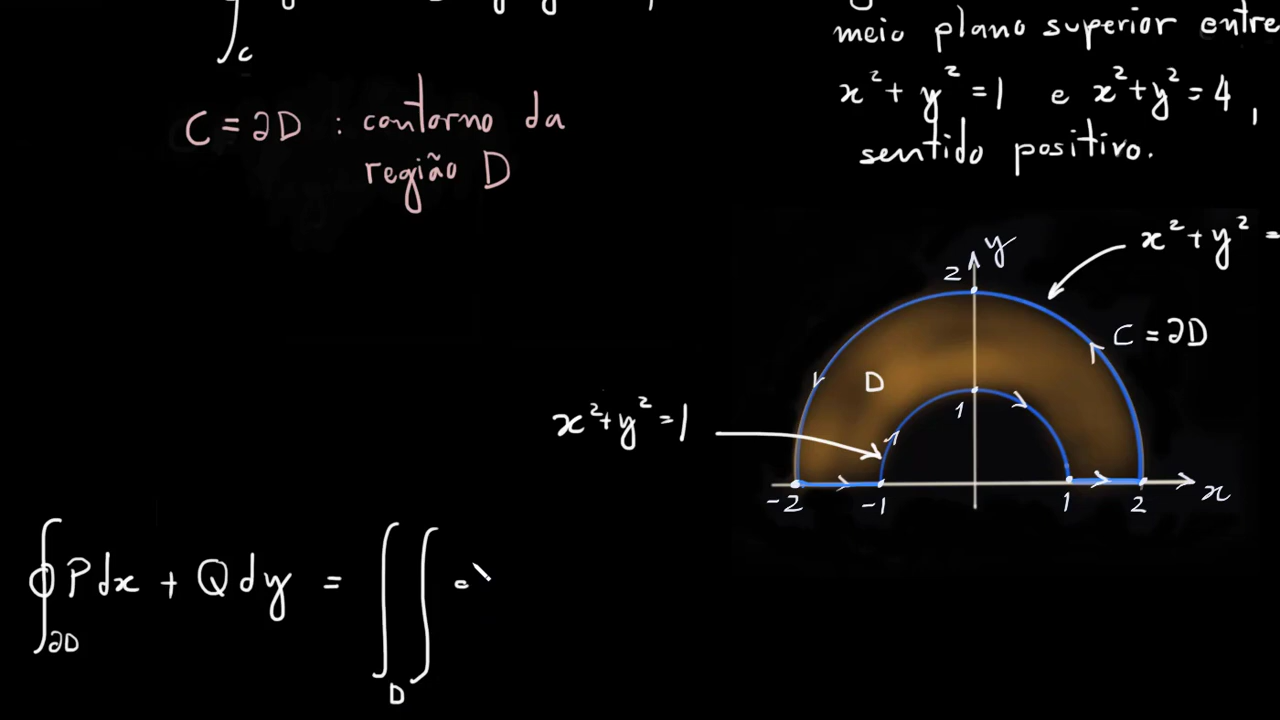 C
meio plano superior entre
x² + y² = 1 e x² + y² = 4,
sentido positivo.
C = ∂D : contorno da
região D
x² + y² =
y
2
C = ∂D
D
1
x² + y² = 1
-2 -1 1 2 x
∮ P dx + Q dy = ∬
∂D D